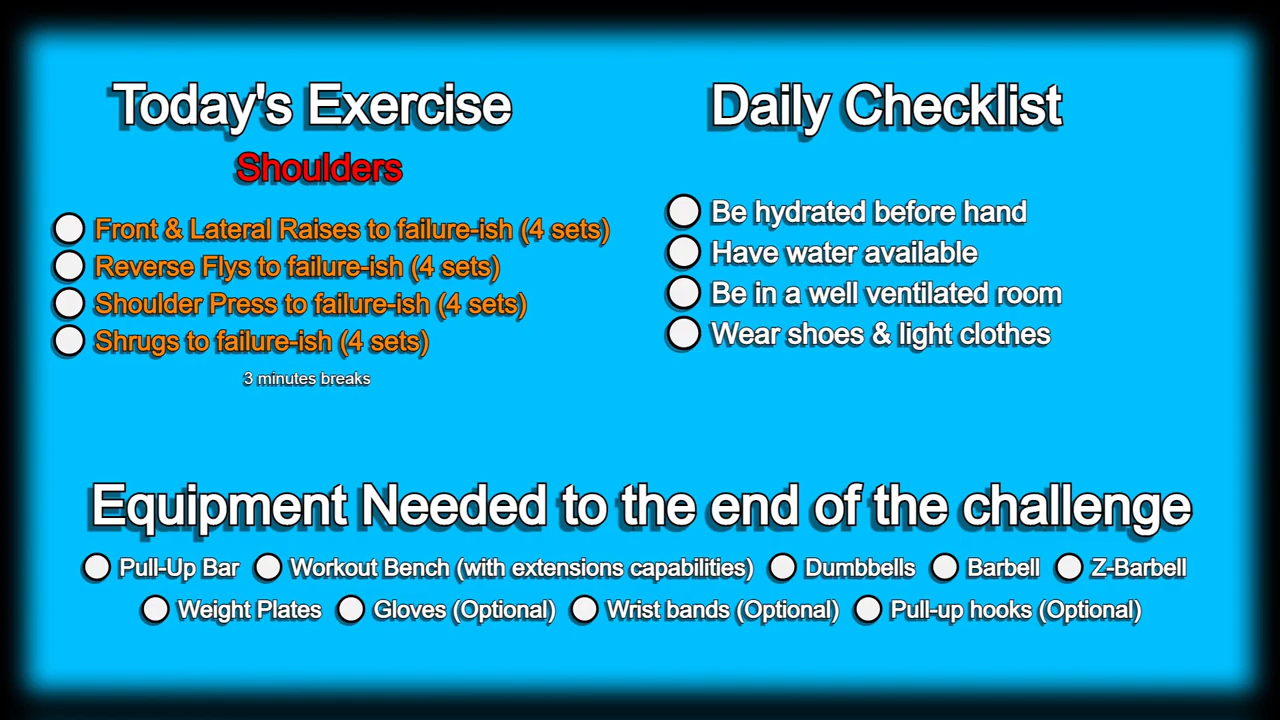 Today's Exercise
Shoulders
Front & Lateral Raises to failure-ish (4 sets)
Reverse Flys to failure-ish (4 sets)
Shoulder Press to failure-ish (4 sets)
Shrugs to failure-ish (4 sets)
3 minutes breaks
Daily Checklist
Be hydrated before hand
Have water available
Be in a well ventilated room
Wear shoes & light clothes
Equipment Needed to the end of the challenge
Pull-Up Bar Workout Bench (with extensions capabilities) Dumbbells Barbell Z-Barbell
Weight Plates Gloves (Optional) Wrist bands (Optional) Pull-up hooks (Optional)